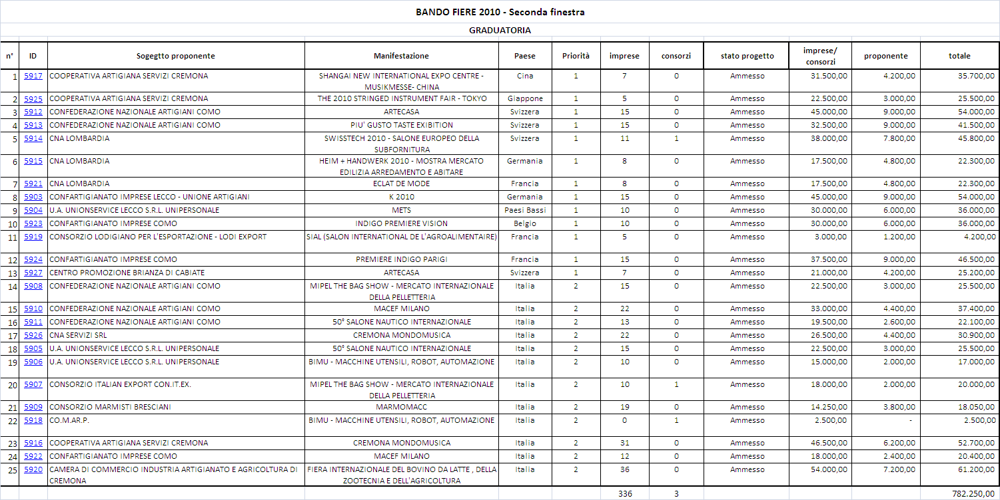 BANDO FIERE 2010 - Seconda finestra
GRADUATORIA
n° ID Sogegtto proponente Manifestazione Paese Priorità imprese consorzi stato progetto imprese/ consorzi proponente totale
1 5917 COOPERATIVA ARTIGIANA SERVIZI CREMONA SHANGAI NEW INTERNATIONAL EXPO CENTRE - Cina 1 7 0 Ammesso 31.500,00 4.200,00 35.700,00
MUSIKMESSE- CHINA
2 5925 COOPERATIVA ARTIGIANA SERVIZI CREMONA THE 2010 STRINGED INSTRUMENT FAIR - TOKYO Giappone 1 5 0 Ammesso 22.500,00 3.000,00 25.500,00
3 5912 CONFEDERAZIONE NAZIONALE ARTIGIANI COMO ARTECASA Svizzera 1 15 0 Ammesso 45.000,00 9.000,00 54.000,00
4 5913 CONFEDERAZIONE NAZIONALE ARTIGIANI COMO PIU' GUSTO TASTE EXIBITION Svizzera 1 15 0 Ammesso 32.500,00 9.000,00 41.500,00
5 5914 CNA LOMBARDIA SWISSTECH 2010 - SALONE EUROPEO DELLA Svizzera 1 11 1 Ammesso 38.000,00 7.800,00 45.800,00
SUBFORNITURA
6 5915 CNA LOMBARDIA HEIM + HANDWERK 2010 - MOSTRA MERCATO Germania 1 8 0 Ammesso 17.500,00 4.800,00 22.300,00
EDILIZIA ARREDAMENTO E ABITARE
7 5921 CNA LOMBARDIA ECLAT DE MODE Francia 1 8 0 Ammesso 17.500,00 4.800,00 22.300,00
8 5903 CONFARTIGIANATO IMPRESE LECCO - UNIONE ARTIGIANI K 2010 Germania 1 15 0 Ammesso 45.000,00 9.000,00 54.000,00
9 5904 U.A. UNIONSERVICE LECCO S.R.L. UNIPERSONALE METS Paesi Bassi 1 10 0 Ammesso 30.000,00 6.000,00 36.000,00
10 5923 CONFARTIGIANATO IMPRESE COMO INDIGO PREMIERE VISION Belgio 1 10 0 Ammesso 30.000,00 6.000,00 36.000,00
11 5919 CONSORZIO LODIGIANO PER L'ESPORTAZIONE - LODI EXPORT SIAL (SALON INTERNATIONAL DE L'AGROALIMENTAIRE) Francia 1 5 0 Ammesso 3.000,00 1.200,00 4.200,00
12 5924 CONFARTIGIANATO IMPRESE COMO PREMIERE INDIGO PARIGI Francia 1 15 0 Ammesso 37.500,00 9.000,00 46.500,00
13 5927 CENTRO PROMOZIONE BRIANZA DI CABIATE ARTECASA Svizzera 1 7 0 Ammesso 21.000,00 4.200,00 25.200,00
14 5908 CONFEDERAZIONE NAZIONALE ARTIGIANI COMO MIPEL THE BAG SHOW - MERCATO INTERNAZIONALE Italia 2 15 0 Ammesso 22.500,00 3.000,00 25.500,00
DELLA PELLETTERIA
15 5910 CONFEDERAZIONE NAZIONALE ARTIGIANI COMO MACEF MILANO Italia 2 22 0 Ammesso 33.000,00 4.400,00 37.400,00
16 5911 CONFEDERAZIONE NAZIONALE ARTIGIANI COMO 50° SALONE NAUTICO INTERNAZIONALE Italia 2 13 0 Ammesso 19.500,00 2.600,00 22.100,00
17 5926 CNA SERVIZI SRL CREMONA MONDOMUSICA Italia 2 22 0 Ammesso 26.500,00 4.400,00 30.900,00
18 5905 U.A. UNIONSERVICE LECCO S.R.L. UNIPERSONALE 50° SALONE NAUTICO INTERNAZIONALE Italia 2 15 0 Ammesso 22.500,00 3.000,00 25.500,00
19 5906 U.A. UNIONSERVICE LECCO S.R.L. UNIPERSONALE BIMU - MACCHINE UTENSILI, ROBOT, AUTOMAZIONE Italia 2 10 0 Ammesso 15.000,00 2.000,00 17.000,00
20 5907 CONSORZIO ITALIAN EXPORT CON.IT.EX. MIPEL THE BAG SHOW - MERCATO INTERNAZIONALE Italia 2 10 1 Ammesso 18.000,00 2.000,00 20.000,00
DELLA PELLETTERIA
21 5909 CONSORZIO MARMISTI BRESCIANI MARMOMACC Italia 2 19 0 Ammesso 14.250,00 3.800,00 18.050,00
22 5918 CO.M.AR.P. BIMU - MACCHINE UTENSILI, ROBOT, AUTOMAZIONE Italia 2 0 1 Ammesso 2.500,00 - 2.500,00
23 5916 COOPERATIVA ARTIGIANA SERVIZI CREMONA CREMONA MONDOMUSICA Italia 2 31 0 Ammesso 46.500,00 6.200,00 52.700,00
24 5922 CONFARTIGIANATO IMPRESE COMO MACEF MILANO Italia 2 12 0 Ammesso 18.000,00 2.400,00 20.400,00
25 5920 CAMERA DI COMMERCIO INDUSTRIA ARTIGIANATO E AGRICOLTURA DI FIERA INTERNAZIONALE DEL BOVINO DA LATTE , DELLA Italia 2 36 0 Ammesso 54.000,00 7.200,00 61.200,00
CREMONA ZOOTECNIA E DELL'AGRICOLTURA
336 3 782.250,00